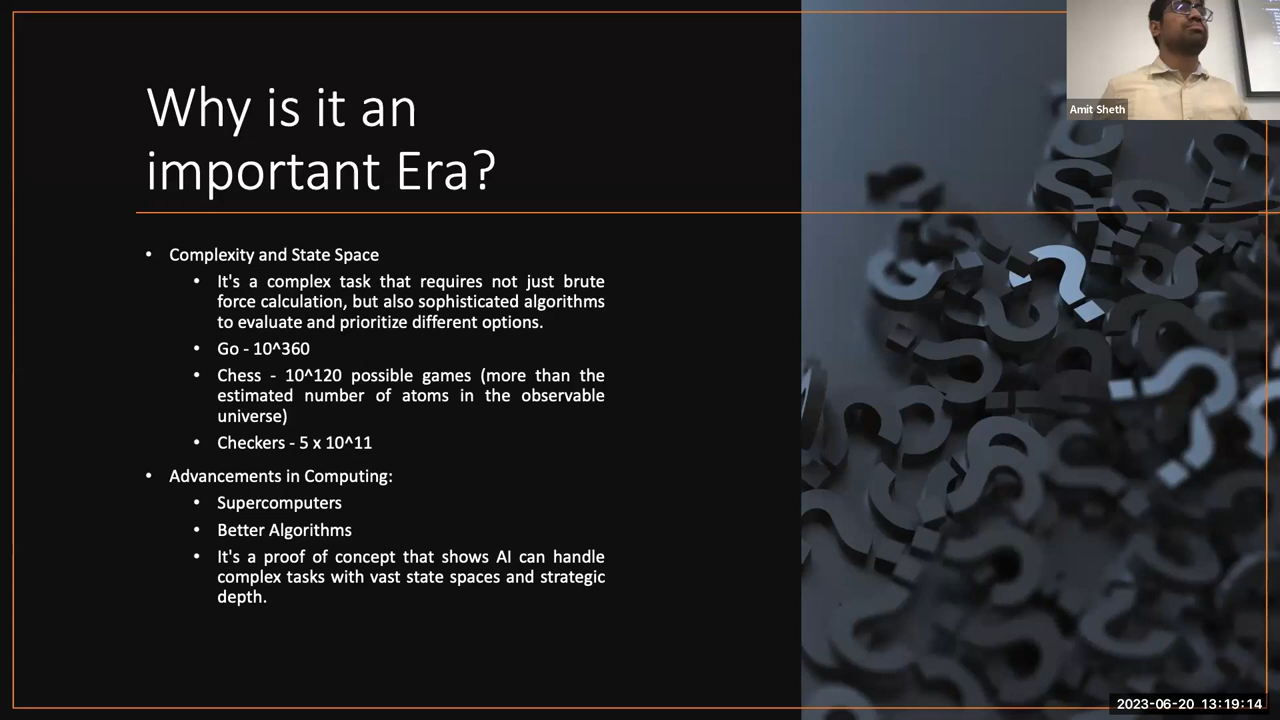 Why is it an
important Era?
• Complexity and State Space
• It's a complex task that requires not just brute
force calculation, but also sophisticated algorithms
to evaluate and prioritize different options.
• Go - 10^360
• Chess - 10^120 possible games (more than the
estimated number of atoms in the observable
universe)
• Checkers - 5 x 10^11
• Advancements in Computing:
• Supercomputers
• Better Algorithms
• It's a proof of concept that shows AI can handle
complex tasks with vast state spaces and strategic
depth.
Amit Sheth
2023-06-20 13:19:14